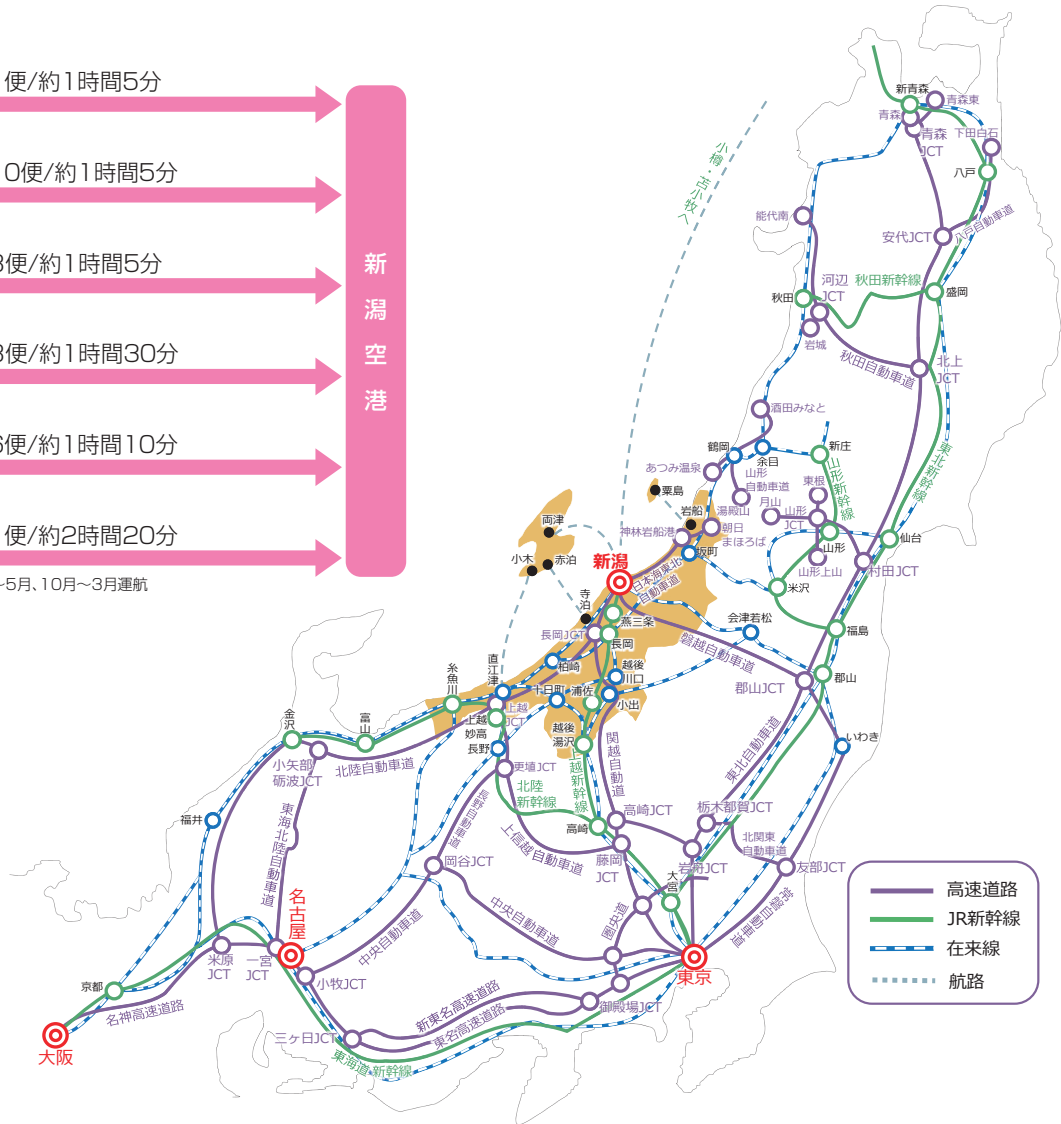 便/約1時間5分
0便/約1時間5分
便/約1時間5分
便/約1時間30分
便/約1時間10分
便/約2時間20分
~5月、10月~3月運航
新潟空港
小樽・苫小牧へ
新青森
青森東
青森
青森JCT
下田白石
八戸
能代南
安代JCT
八戸自動車道
河辺JCT
秋田新幹線
秋田
盛岡
岩城
秋田自動車道
北上JCT
酒田みなと
東北新幹線
鶴岡
余目
新庄
あつみ温泉
山形自動車道
山形新幹線
粟島
月山
東根
湯殿山
山形JCT
岩船
朝日まほろば
神林岩船港
両津
仙台
山形
坂町
小木
赤泊
新潟
日本海東北自動車道
山形上山
村田JCT
米沢
寺泊
燕三条
会津若松
福島
長岡JCT
長岡
磐越自動車道
糸魚川
直江津
柏崎
越後川口
郡山JCT
郡山
十日町
浦佐
小出
金沢
富山
上越JCT
上越妙高
越後湯沢
いわき
長野
関越自動道
小矢部砺波JCT
北陸自動車道
更埴JCT
上越新幹線
東北自動車道
北陸新幹線
長野自動車道
東海北陸自動車道
福井
高崎JCT
栃木都賀JCT
高崎
上信越自動車道
北関東自動車道
岡谷JCT
藤岡JCT
岩舟JCT
友部JCT
大宮
名古屋
中央自動車道
中央自動車道
圏央道
常磐自動車道
米原JCT
一宮JCT
東京
小牧JCT
京都
名神高速道路
新東名高速道路
御殿場JCT
東名高速道路
三ヶ日JCT
大阪
東海道新幹線
高速道路
JR新幹線
在来線
航路